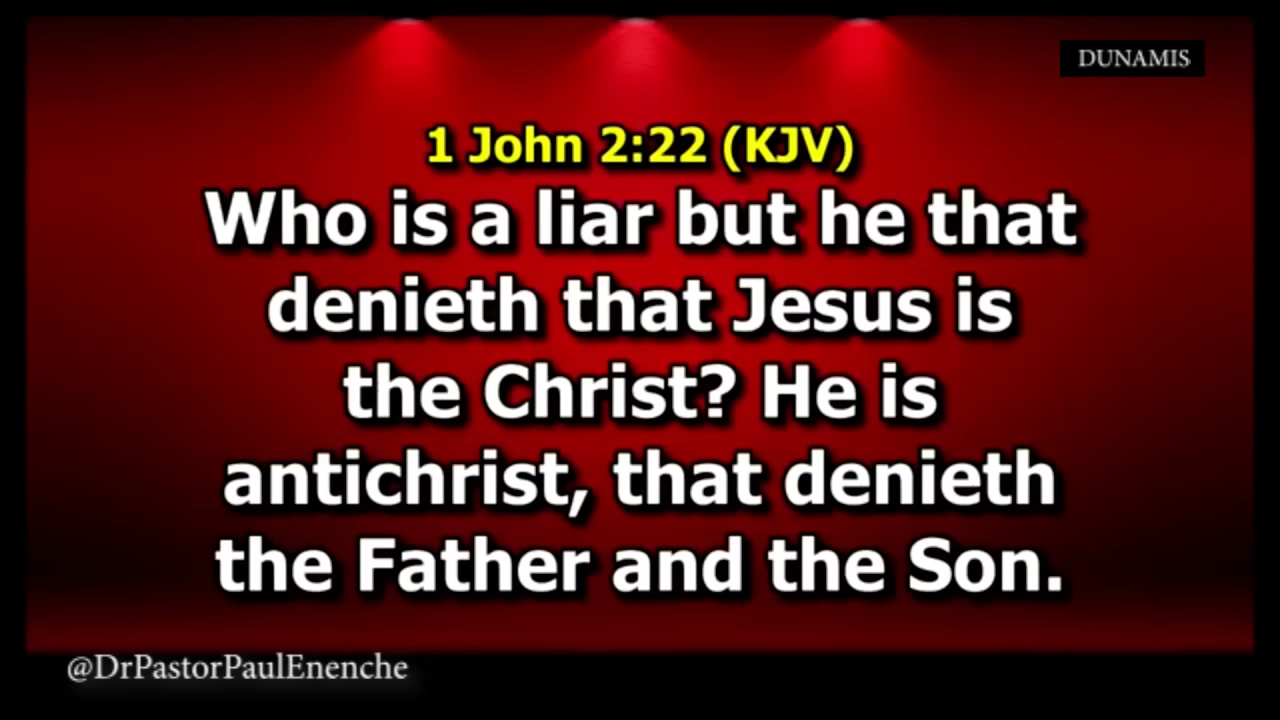 DUNAMIS
1 John 2:22 (KJV)
Who is a liar but he that
denieth that Jesus is
the Christ? He is
antichrist, that denieth
the Father and the Son.
@DrPastorPaulEnenche